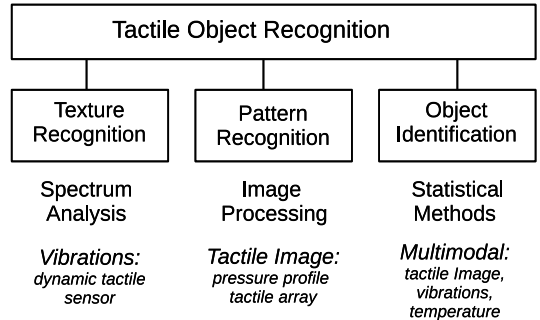 Tactile Object Recognition
Texture
Recognition
Pattern
Recognition
Object
Identification
Spectrum
Analysis
Image
Processing
Statistical
Methods
Vibrations:
dynamic tactile
sensor
Tactile Image:
pressure profile
tactile array
Multimodal:
tactile Image,
vibrations,
temperature